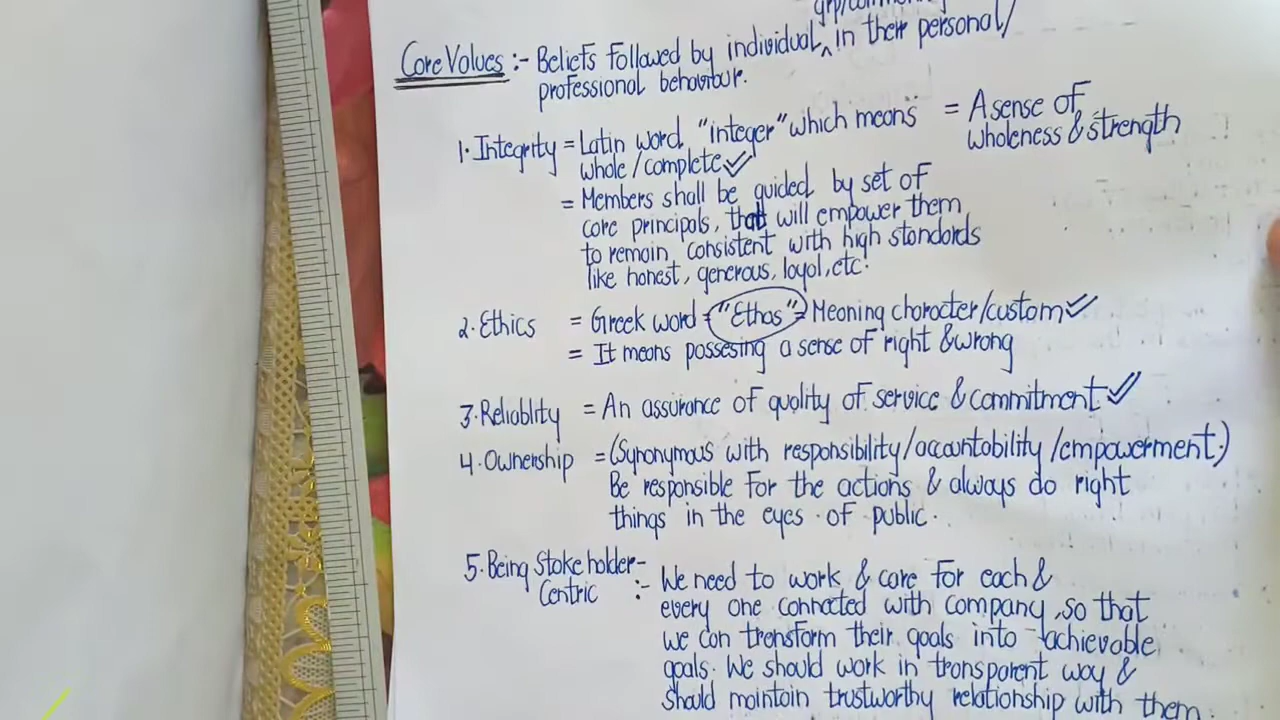 Core Values :- Beliefs followed by individual ^ in their personal/
professional behaviour.
1. Integrity = Latin word "integer" which means = A sense of
whole/complete ✓ wholeness & strength
= Members shall be guided by set of
core principals, that will empower them
to remain consistent with high standards
like honest, generous, loyal, etc.
2. Ethics = Greek word = "Ethos" = Meaning character/custom ✓
= It means possesing a sense of right & wrong
3. Reliablity = An assurance of quality of service & commitment ✓
4. Ownership = (Synonymous with responsibility/accountability/empowerment.)
Be responsible for the actions & always do right
things in the eyes of public.
5. Being Stakeholder-
Centric :- We need to work & care for each &
every one connected with company, so that
we can transform their goals into achievable
goals. We should work in transparent way &
should maintain trustworthy relationship with them.